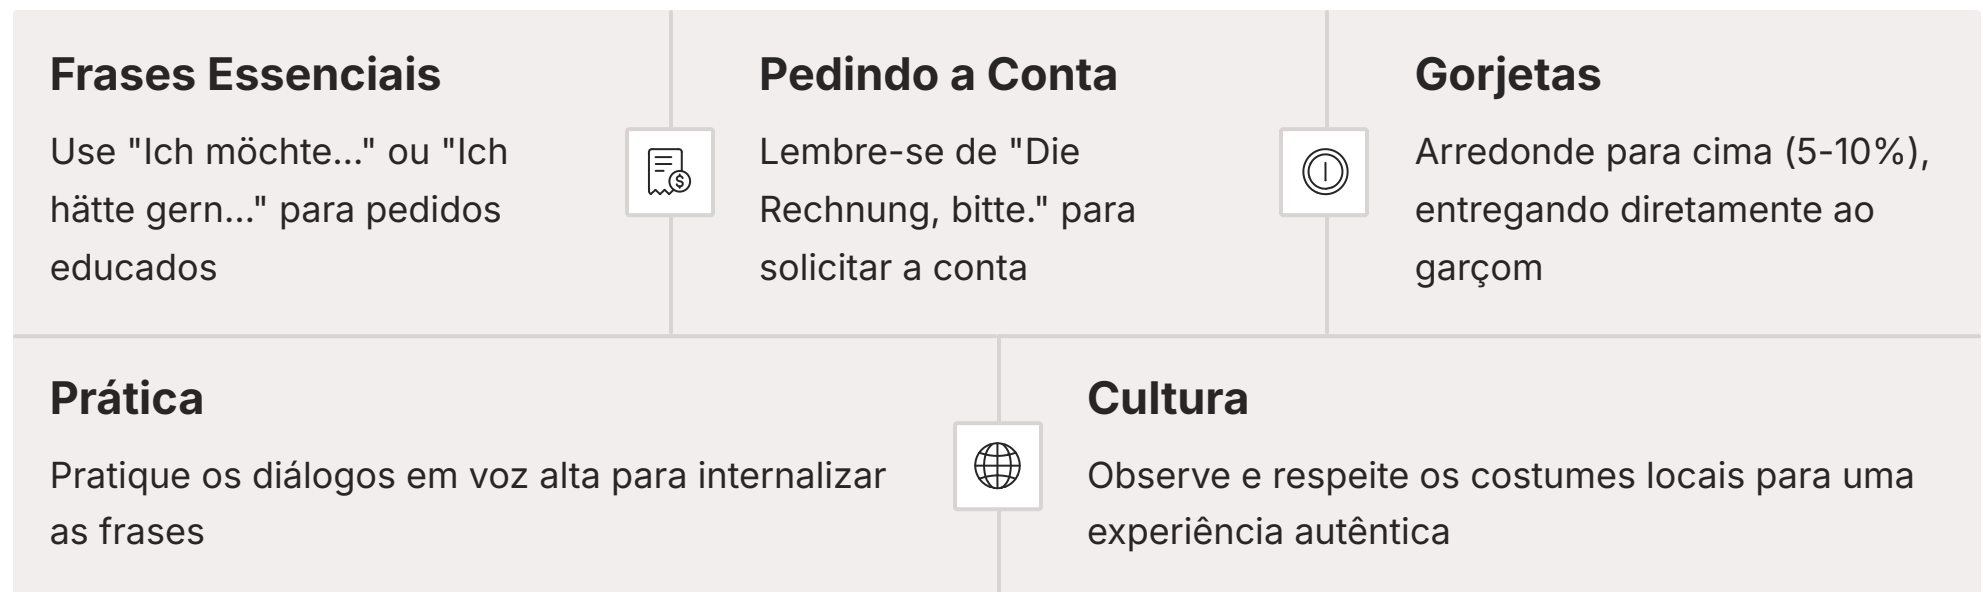 Frases Essenciais
Use "Ich möchte..." ou "Ich
hätte gern..." para pedidos
educados
Pedindo a Conta
Lembre-se de "Die
Rechnung, bitte." para
solicitar a conta
Gorjetas
Arredonde para cima (5-10%),
entregando diretamente ao
garçom
Prática
Pratique os diálogos em voz alta para internalizar
as frases
Cultura
Observe e respeite os costumes locais para uma
experiência autêntica